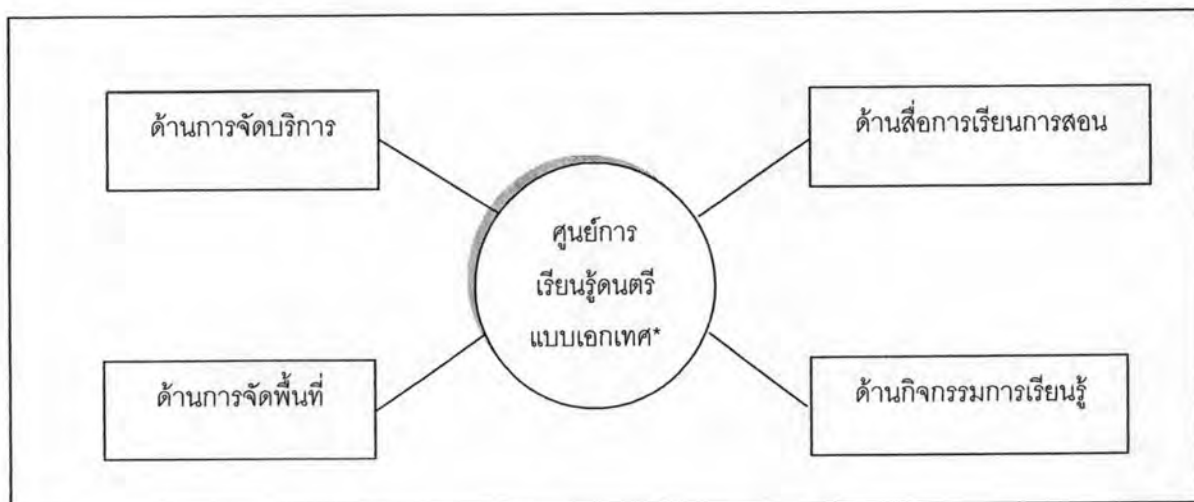 ด้านการจัดบริการ
ด้านสื่อการเรียนการสอน
ศูนย์การ
เรียนรู้ดนตรี
แบบเอกเทศ*
ด้านการจัดพื้นที่
ด้านกิจกรรมการเรียนรู้